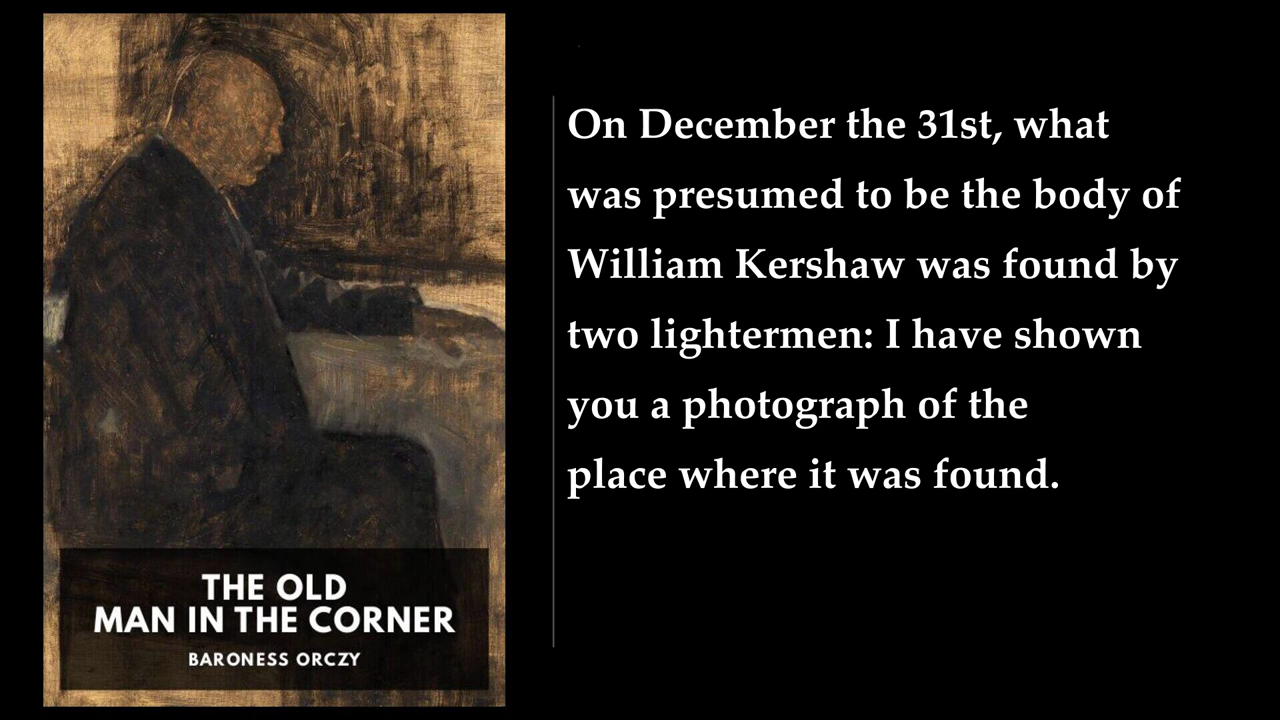 THE OLD
MAN IN THE CORNER
BARONESS ORCZY
On December the 31st, what
was presumed to be the body of
William Kershaw was found by
two lightermen: I have shown
you a photograph of the
place where it was found.